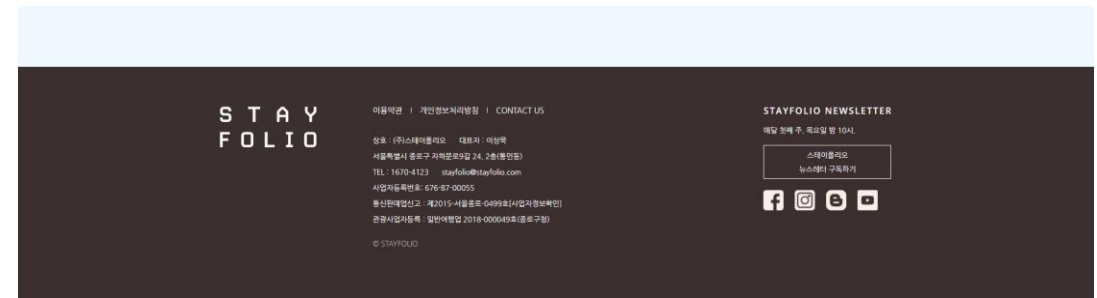 STAY
FOLIO
이용약관 | 개인정보처리방침 | CONTACT US
상호 : (주)스테이폴리오 대표자 : 이상묵
서울특별시 종로구 자하문로9길 24, 2층(통인동)
TEL : 1670-4123 stayfolio@stayfolio.com
사업자등록번호: 676-87-00055
통신판매업신고 : 제2015-서울종로-0499호[사업자정보확인]
관광사업자등록 : 일반여행업 2018-000049호(종로구청)
© STAYFOLIO
STAYFOLIO NEWSLETTER
매달 첫째 주, 목요일 밤 10시.
스테이폴리오
뉴스레터 구독하기